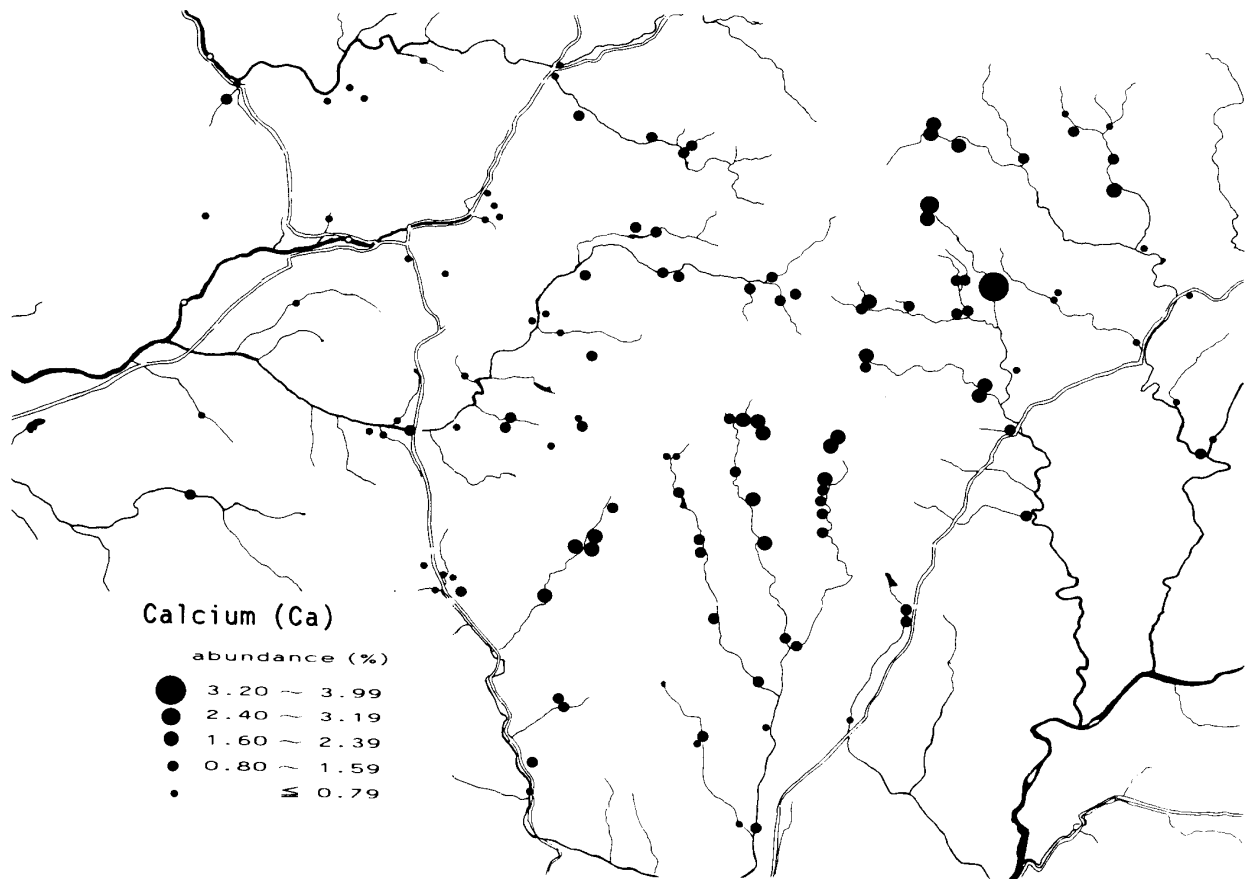 Calcium (Ca)
abundance (%)
3.20 ~ 3.99
2.40 ~ 3.19
1.60 ~ 2.39
0.80 ~ 1.59
≦ 0.79